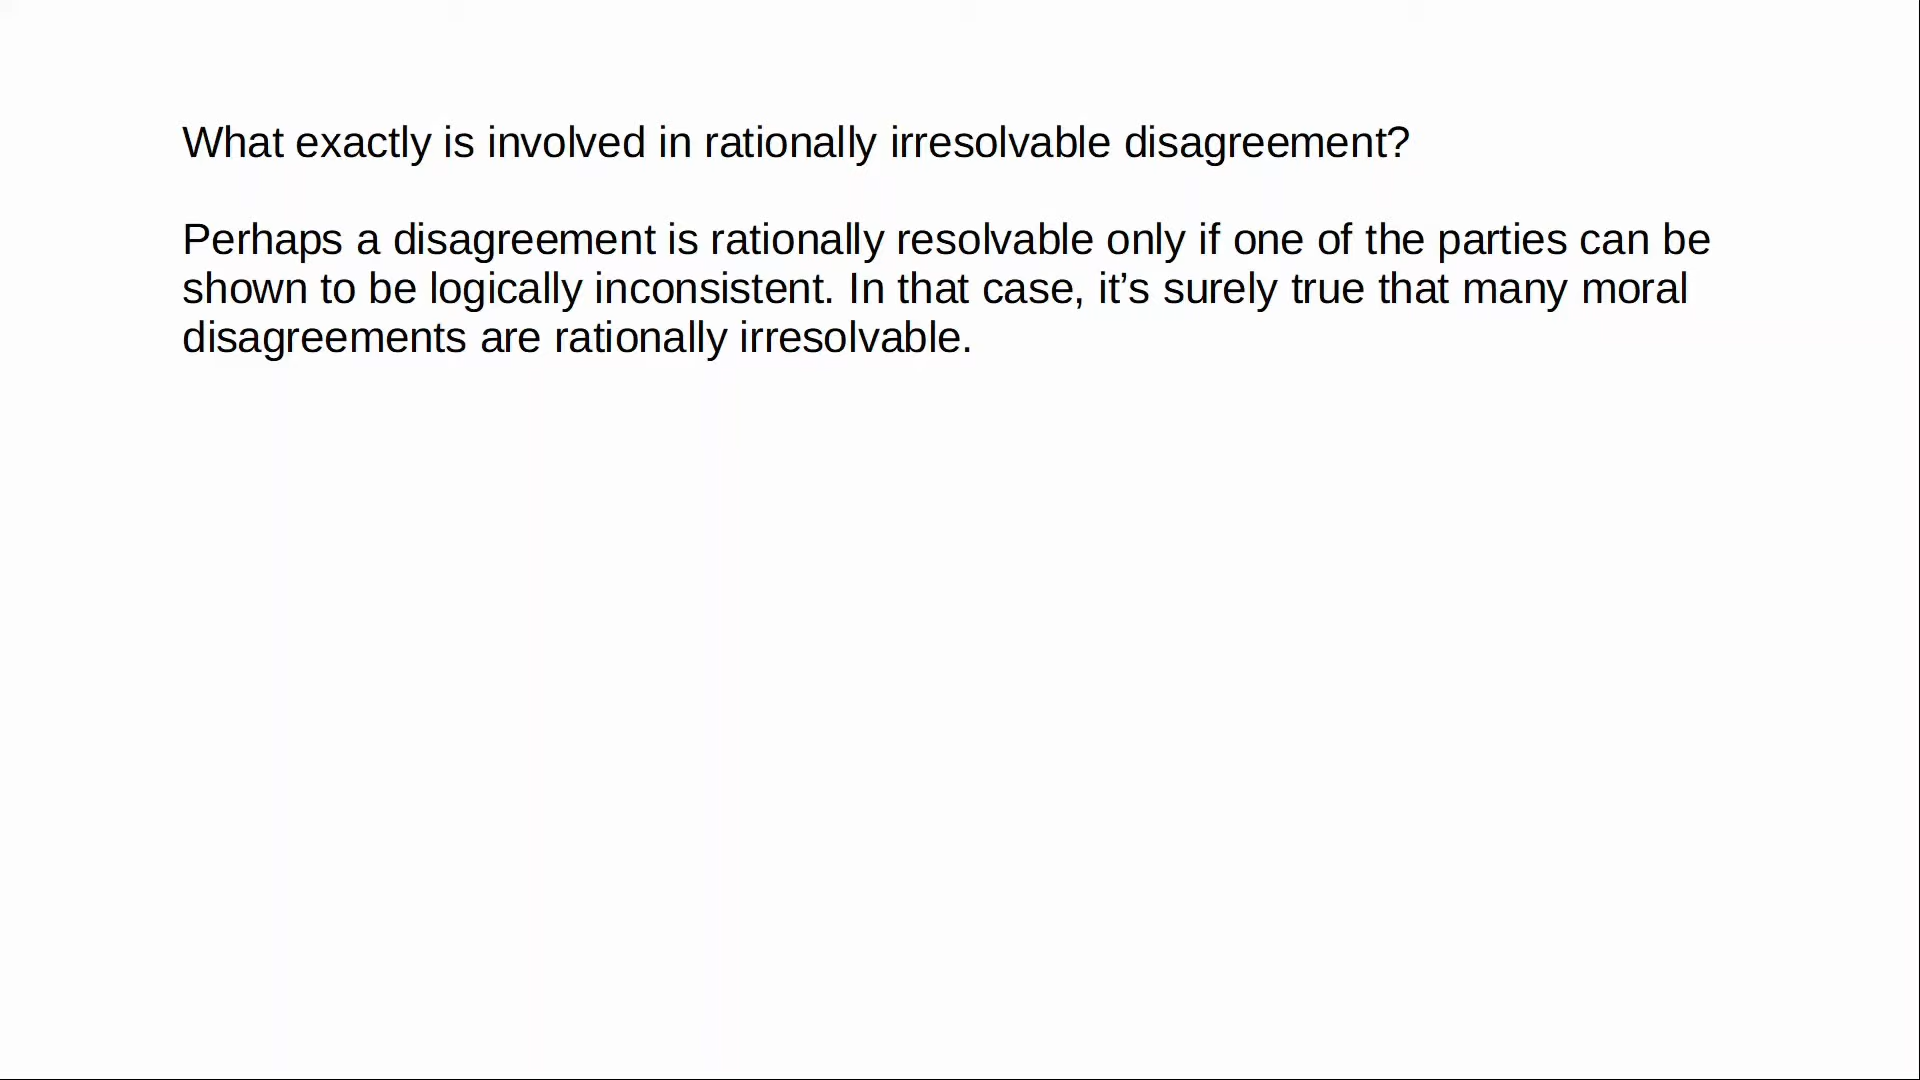 What exactly is involved in rationally irresolvable disagreement?
Perhaps a disagreement is rationally resolvable only if one of the parties can be
shown to be logically inconsistent. In that case, it’s surely true that many moral
disagreements are rationally irresolvable.